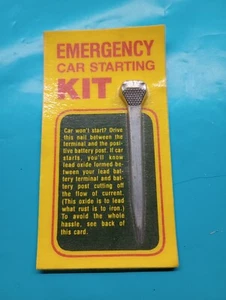 EMERGENCY
CAR STARTING
KIT
Car won't start? Drive
this nail between the
terminal and the posi-
tive battery post. If car
starts, you'll know
lead oxide formed be-
tween your lead bat-
tery terminal and bat-
tery post cutting off
the flow of current.
(This oxide is to lead
what rust is to iron.)
To avoid the whole
hassle, see back of
this card.